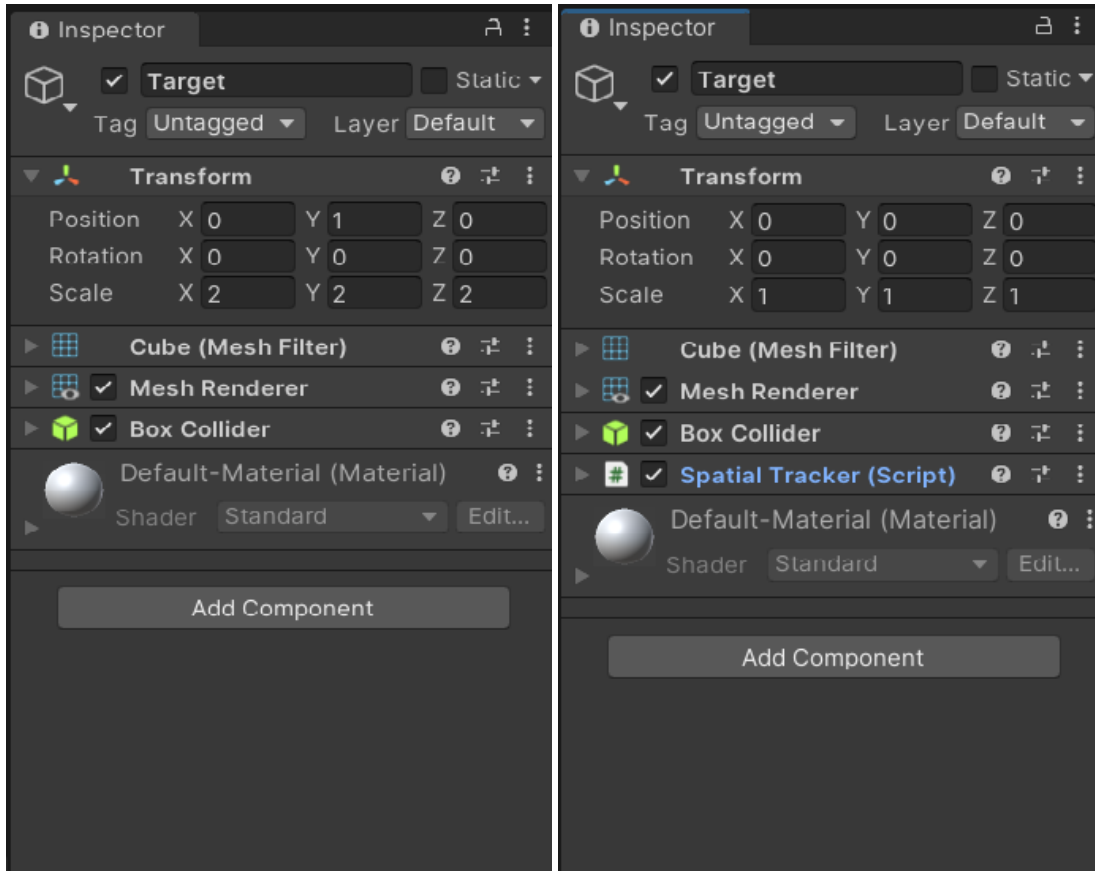 Inspector
Target Static
Tag Untagged Layer Default
Transform
Position X 0 Y 1 Z 0
Rotation X 0 Y 0 Z 0
Scale X 2 Y 2 Z 2
Cube (Mesh Filter)
Mesh Renderer
Box Collider
Default-Material (Material)
Shader Standard Edit...
Add Component
Inspector
Target Static
Tag Untagged Layer Default
Transform
Position X 0 Y 0 Z 0
Rotation X 0 Y 0 Z 0
Scale X 1 Y 1 Z 1
Cube (Mesh Filter)
Mesh Renderer
Box Collider
# Spatial Tracker (Script)
Default-Material (Material)
Shader Standard Edit...
Add Component